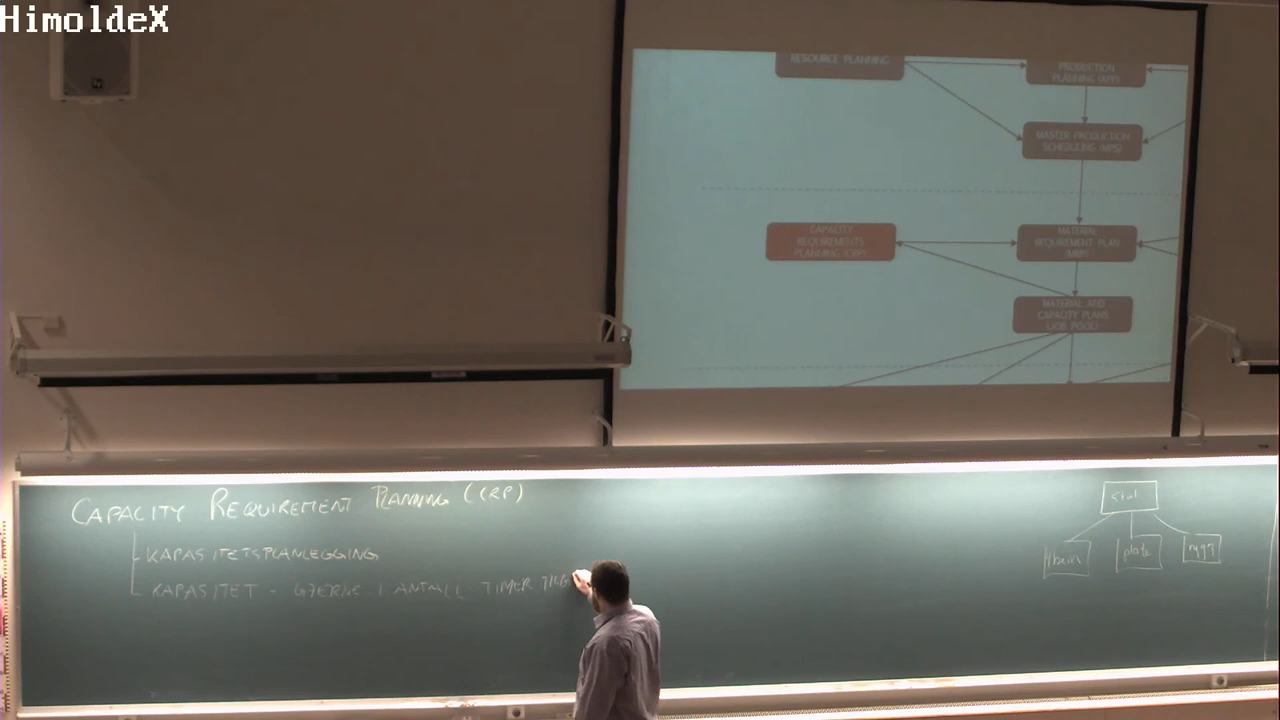 HimoldeX
RESOURCE PLANNING
PRODUCTION
PLANNING (APP)
MASTER PRODUCTION
SCHEDULING (MPS)
CAPACITY
REQUIREMENTS
PLANNING (CRP)
MATERIAL
REQUIREMENT PLAN
(MRP)
MATERIAL AND
CAPACITY PLANS
(JOB POOL)
CAPACITY REQUIREMENT PLANNING (CRP)
KAPASITETSPLANLEGGING
KAPASITET - GJERNE I ANTALL TIMER
Stol
plate
rygg